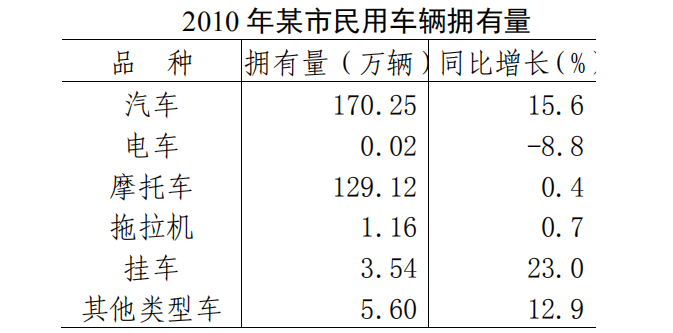 2010 年某市民用车辆拥有量
品 种 拥有量（万辆） 同比增长(%)
汽车 170.25 15.6
电车 0.02 -8.8
摩托车 129.12 0.4
拖拉机 1.16 0.7
挂车 3.54 23.0
其他类型车 5.60 12.9